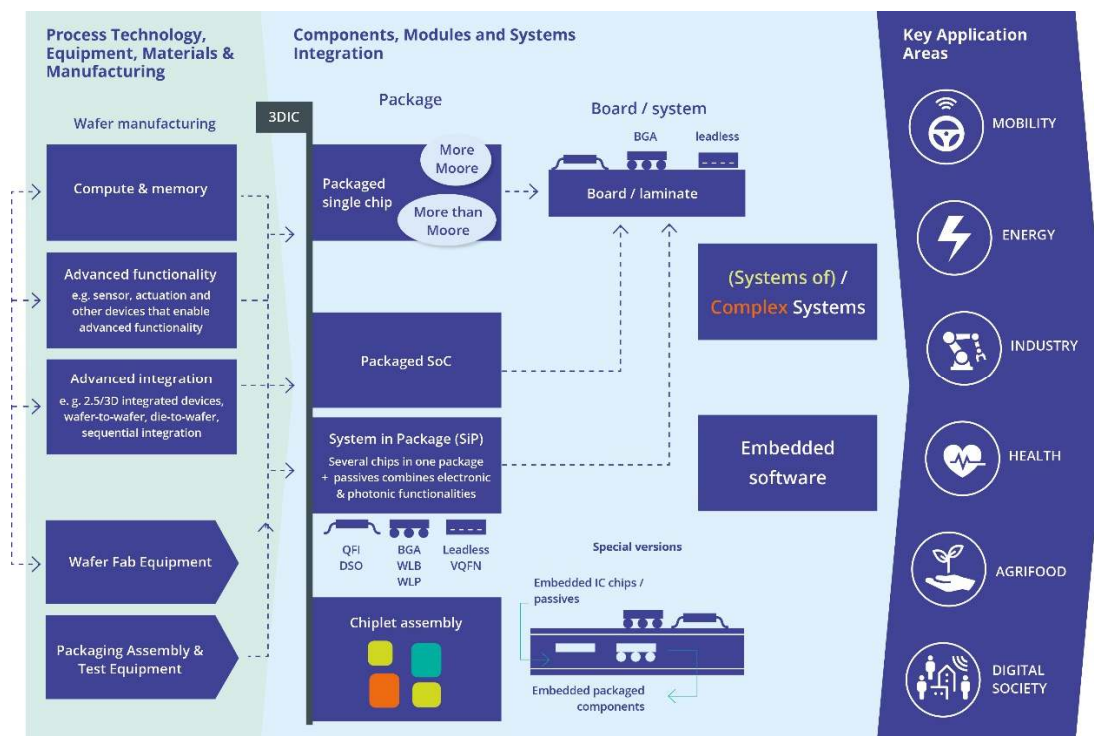 Process Technology,
Equipment, Materials &
Manufacturing
Wafer manufacturing
Compute & memory
Advanced functionality
e.g. sensor, actuation and
other devices that enable
advanced functionality
Advanced integration
e. g. 2.5/3D integrated devices,
wafer-to-wafer, die-to-wafer,
sequential integration
Wafer Fab Equipment
Packaging Assembly &
Test Equipment
Components, Modules and Systems
Integration
3DIC
Package
Packaged
single chip
More
Moore
More than
Moore
Packaged SoC
System in Package (SiP)
Several chips in one package
+ passives combines electronic
& photonic functionalities
QFI
DSO
BGA
WLB
WLP
Leadless
VQFN
Chiplet assembly
Board / system
BGA
leadless
Board / laminate
(Systems of) /
Complex Systems
Embedded
software
Special versions
Embedded IC chips /
passives
Embedded packaged
components
Key Application
Areas
MOBILITY
ENERGY
INDUSTRY
HEALTH
AGRIFOOD
DIGITAL
SOCIETY